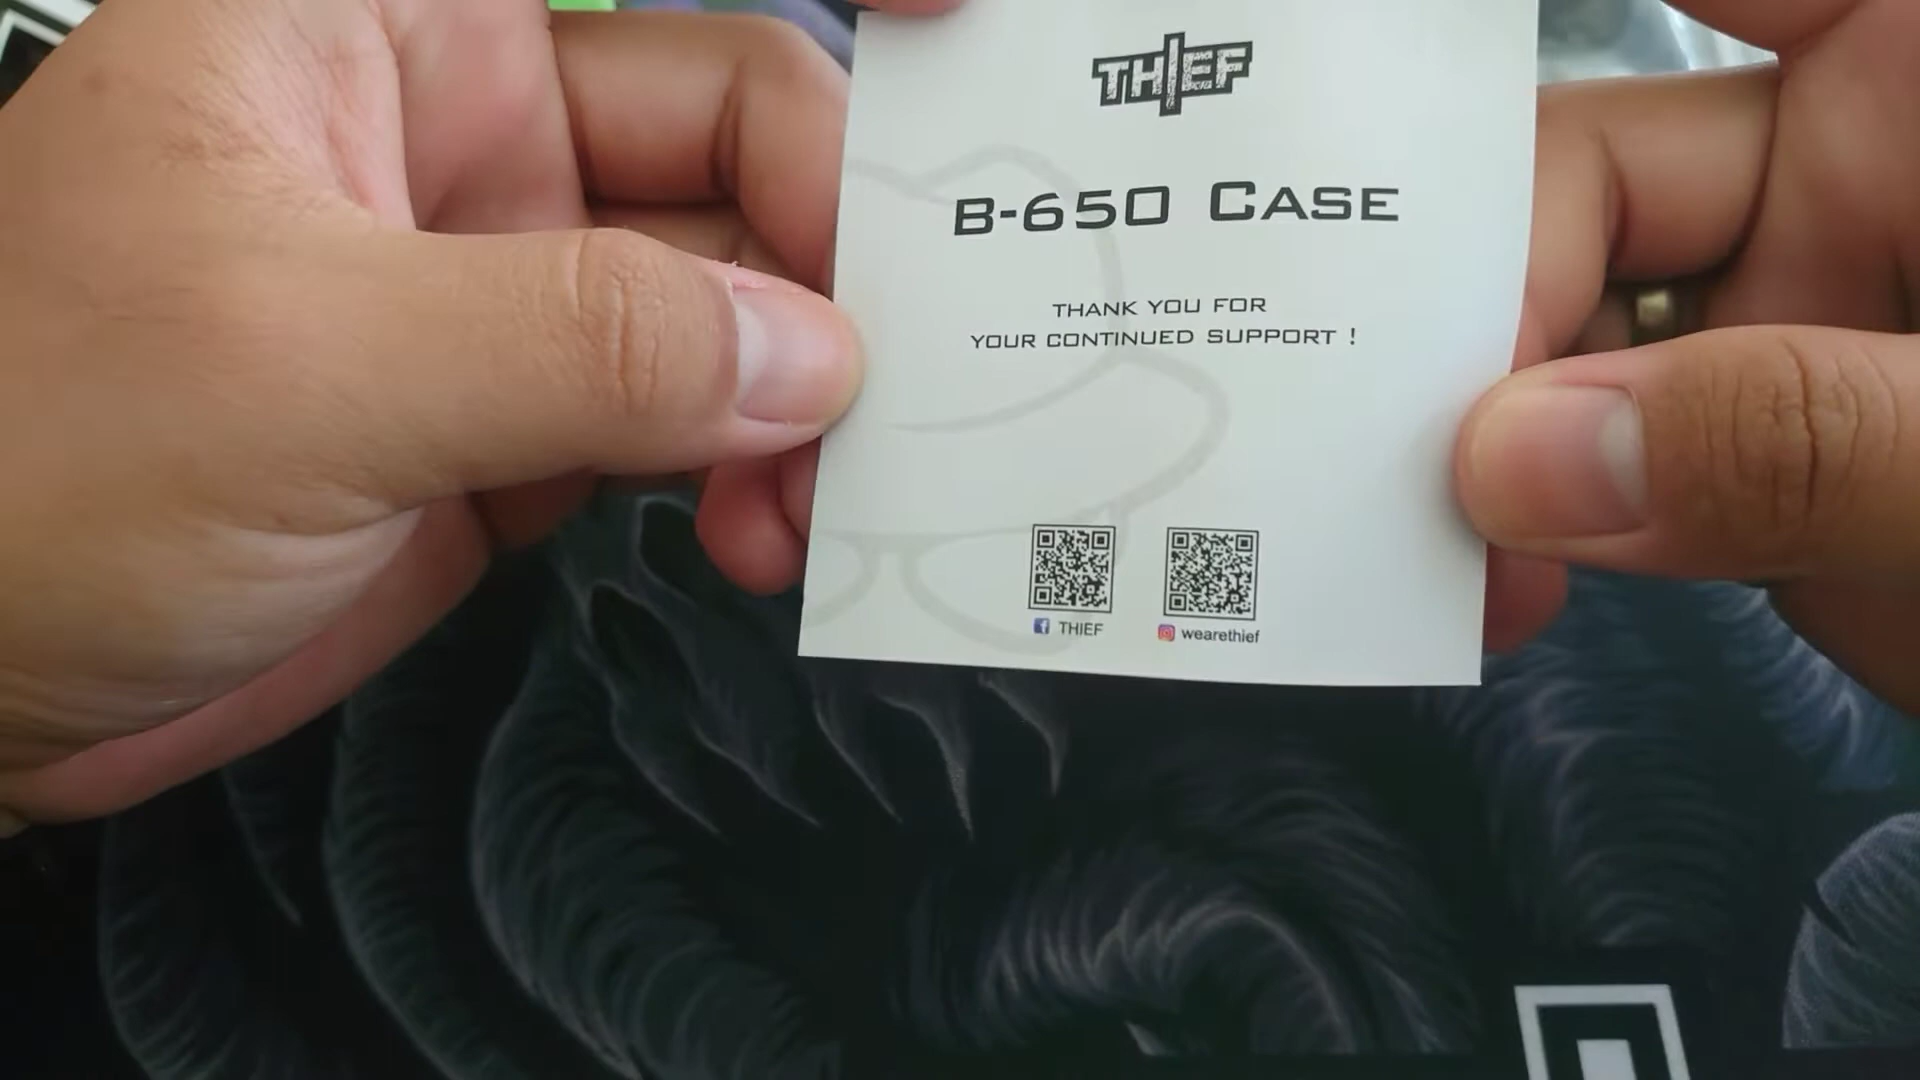 THIEF
B-650 CASE
THANK YOU FOR
YOUR CONTINUED SUPPORT !
THIEF
wearethief